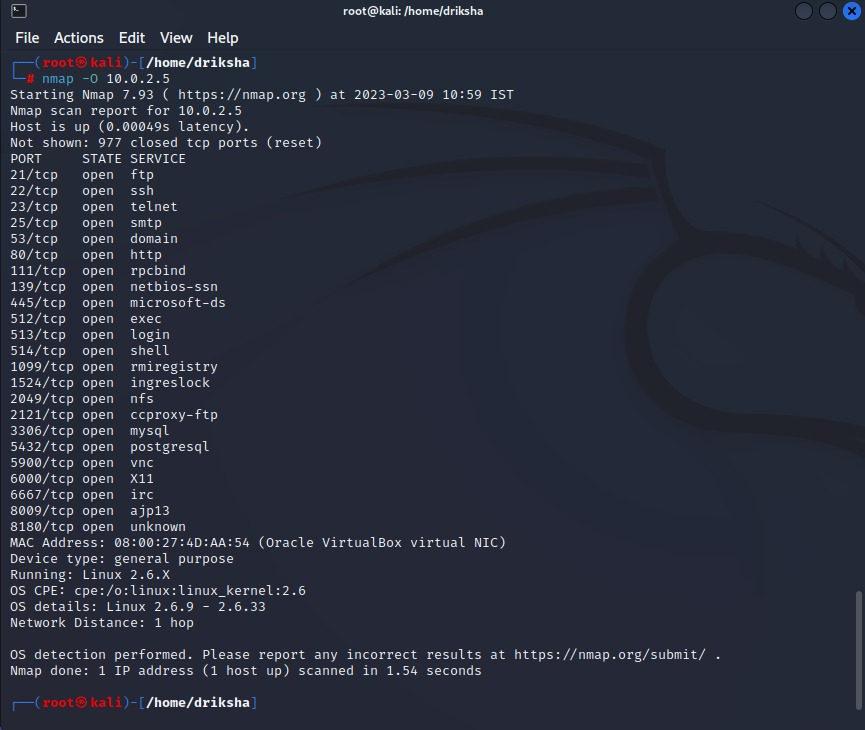 root@kali: /home/driksha
File Actions Edit View Help
┌──(root㉿kali)-[/home/driksha]
└─# nmap -O 10.0.2.5
Starting Nmap 7.93 ( https://nmap.org ) at 2023-03-09 10:59 IST
Nmap scan report for 10.0.2.5
Host is up (0.00049s latency).
Not shown: 977 closed tcp ports (reset)
PORT     STATE SERVICE
21/tcp   open  ftp
22/tcp   open  ssh
23/tcp   open  telnet
25/tcp   open  smtp
53/tcp   open  domain
80/tcp   open  http
111/tcp  open  rpcbind
139/tcp  open  netbios-ssn
445/tcp  open  microsoft-ds
512/tcp  open  exec
513/tcp  open  login
514/tcp  open  shell
1099/tcp open  rmiregistry
1524/tcp open  ingreslock
2049/tcp open  nfs
2121/tcp open  ccproxy-ftp
3306/tcp open  mysql
5432/tcp open  postgresql
5900/tcp open  vnc
6000/tcp open  X11
6667/tcp open  irc
8009/tcp open  ajp13
8180/tcp open  unknown
MAC Address: 08:00:27:4D:AA:54 (Oracle VirtualBox virtual NIC)
Device type: general purpose
Running: Linux 2.6.X
OS CPE: cpe:/o:linux:linux_kernel:2.6
OS details: Linux 2.6.9 - 2.6.33
Network Distance: 1 hop
OS detection performed. Please report any incorrect results at https://nmap.org/submit/ .
Nmap done: 1 IP address (1 host up) scanned in 1.54 seconds
┌──(root㉿kali)-[/home/driksha]